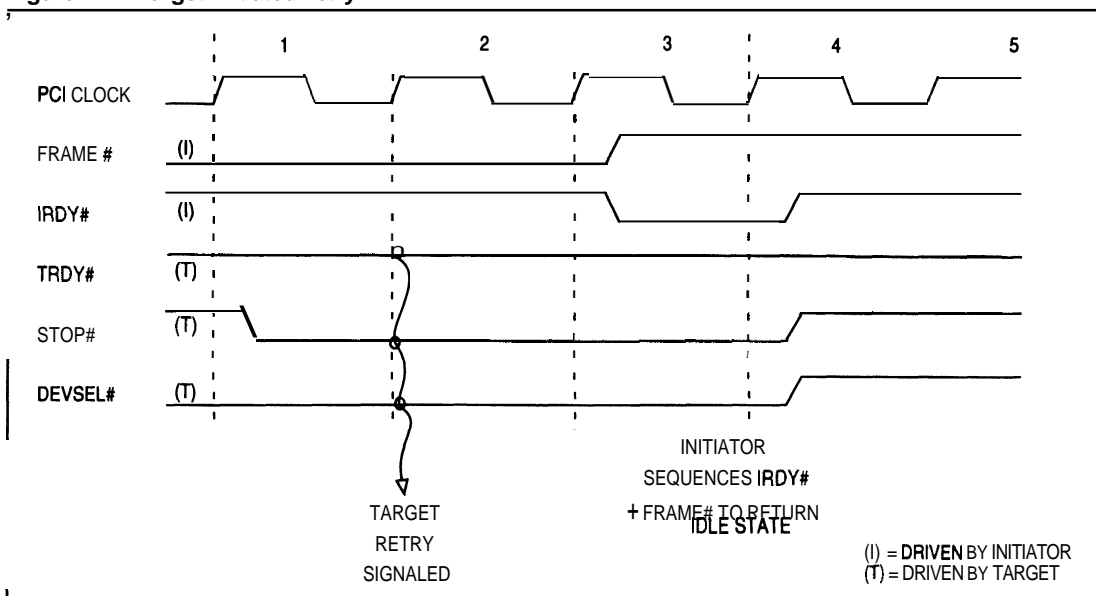 1 2 3 4 5
PCI CLOCK
FRAME # (I)
IRDY# (I)
TRDY# (T)
STOP# (T)
DEVSEL# (T)
TARGET
RETRY
SIGNALED
INITIATOR
SEQUENCES IRDY#
+ FRAME# TO RETURN
IDLE STATE
(I) = DRIVEN BY INITIATOR
(T) = DRIVEN BY TARGET